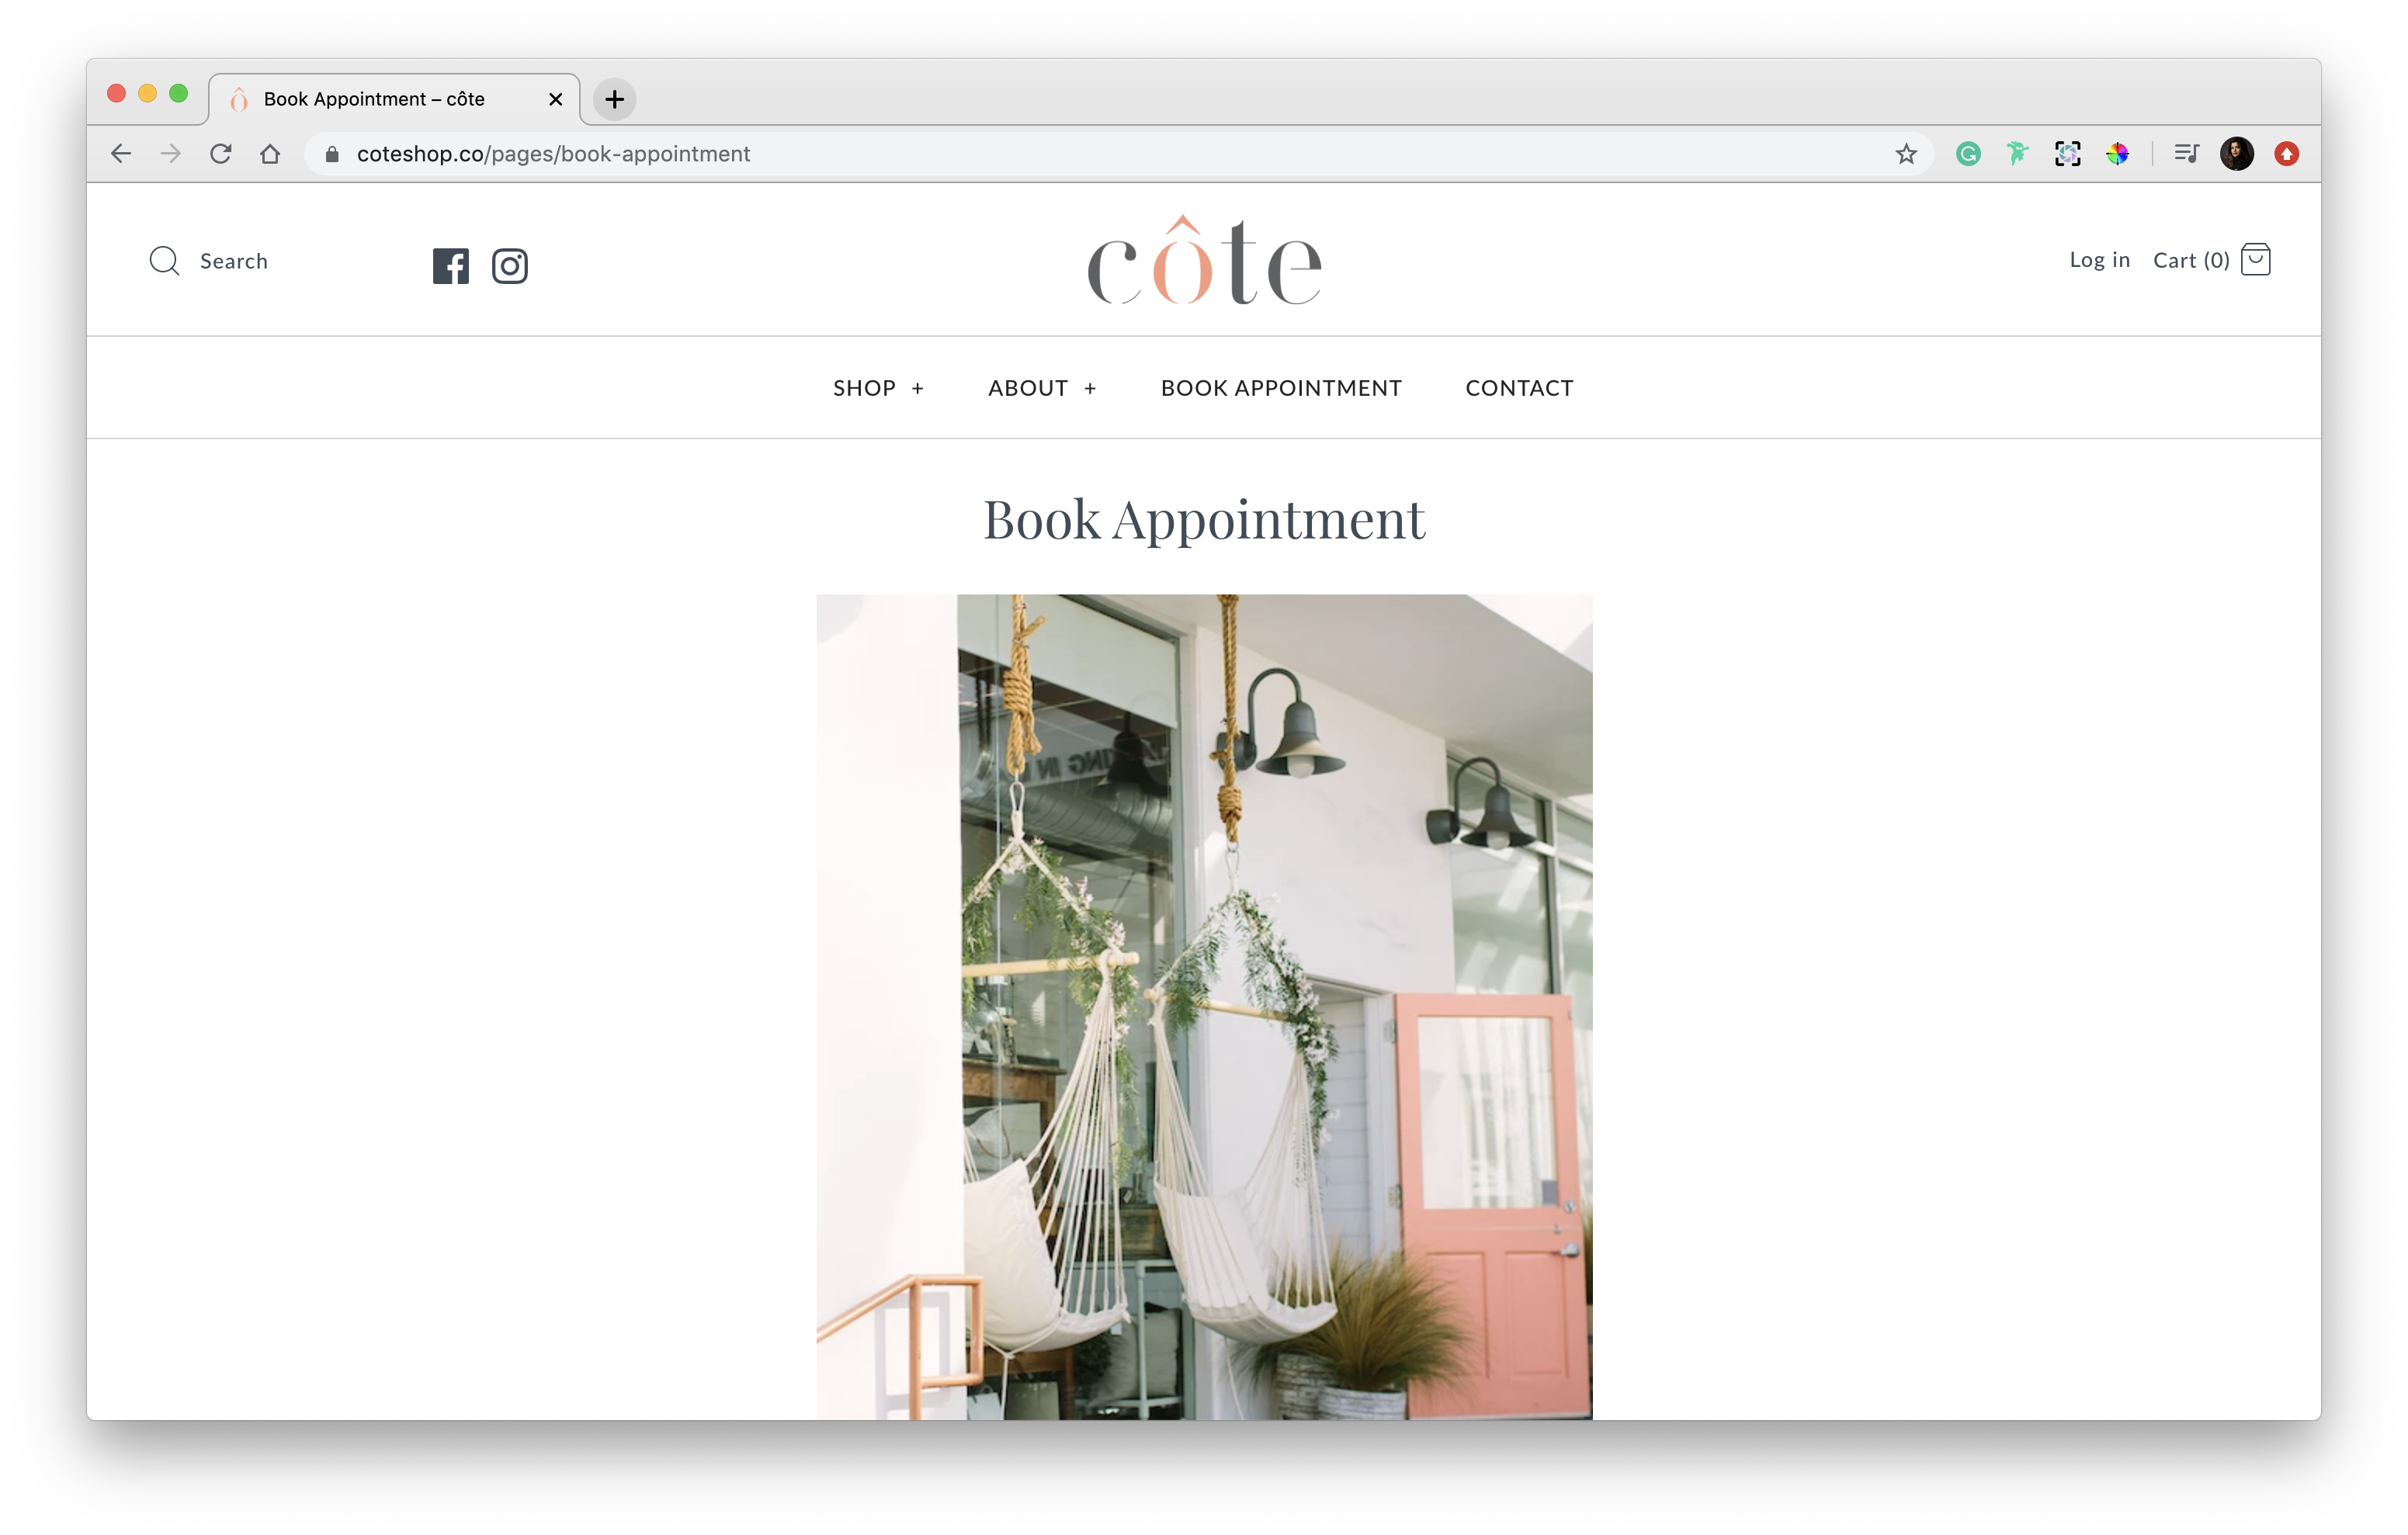 Book Appointment – côte
coteshop.co/pages/book-appointment
Search
côte
Log in Cart (0)
SHOP + ABOUT + BOOK APPOINTMENT CONTACT
Book Appointment